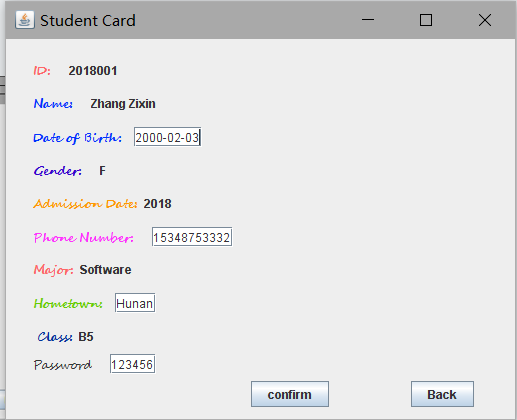 Student Card
ID: 2018001
Name: Zhang Zixin
Date of Birth: 2000-02-03
Gender: F
Admission Date: 2018
Phone Number: 15348753332
Major: Software
Hometown: Hunan
Class: B5
Password 123456
confirm Back